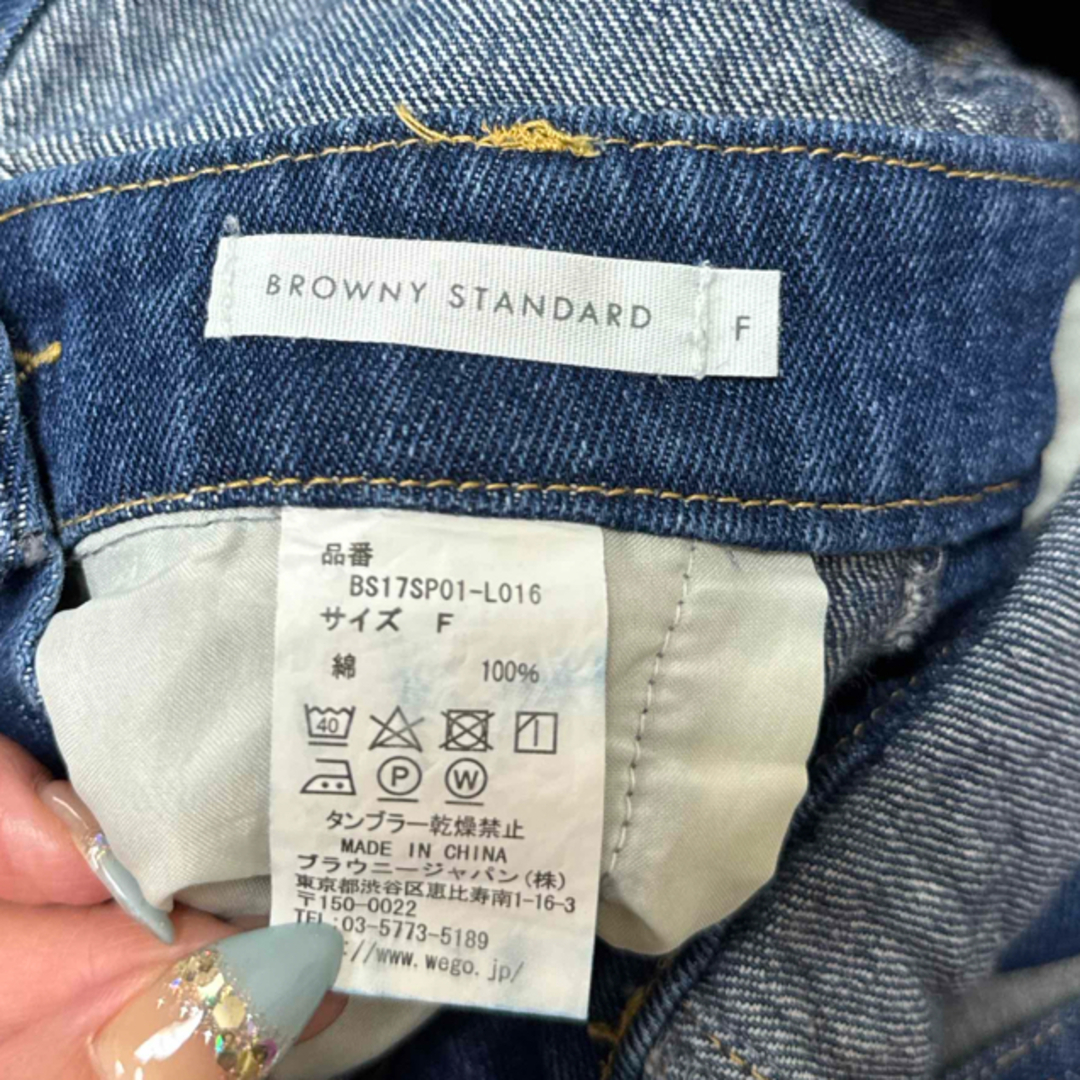 BROWNY STANDARD F
品番
BS17SP01-L016
サイズ F
綿 100%
40
P W
タンブラー乾燥禁止
MADE IN CHINA
ブラウニージャパン(株)
東京都渋谷区恵比寿南1-16-3
〒150-0022
TEL:03-5773-5189
://www.wego.jp/